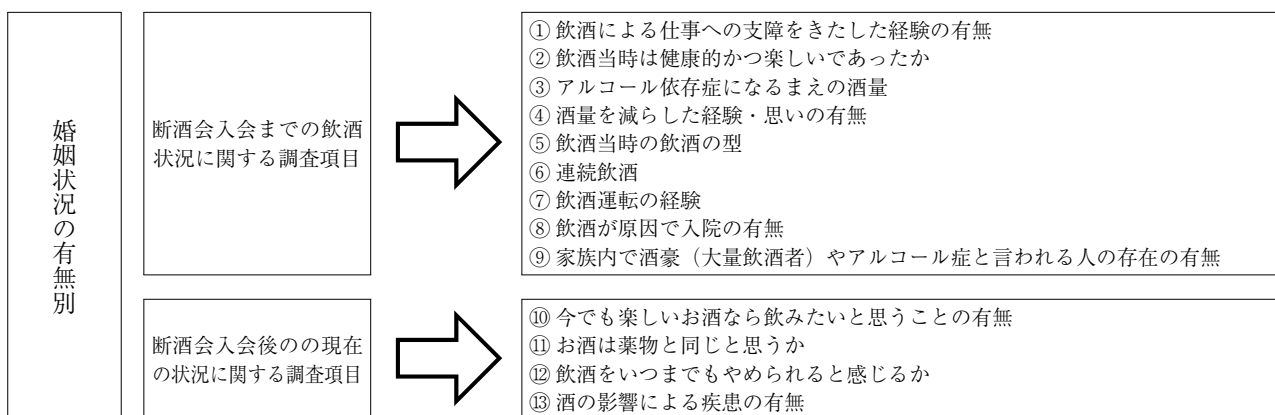 婚姻状況の有無別
断酒会入会までの飲酒
状況に関する調査項目
① 飲酒による仕事への支障をきたした経験の有無
② 飲酒当時は健康的かつ楽しいであったか
③ アルコール依存症になるまえの酒量
④ 酒量を減らした経験・思いの有無
⑤ 飲酒当時の飲酒の型
⑥ 連続飲酒
⑦ 飲酒運転の経験
⑧ 飲酒が原因で入院の有無
⑨ 家族内で酒豪（大量飲酒者）やアルコール症と言われる人の存在の有無
断酒会入会後のの現在
の状況に関する調査項目
⑩ 今でも楽しいお酒なら飲みたいと思うことの有無
⑪ お酒は薬物と同じと思うか
⑫ 飲酒をいつまでもやめられると感じるか
⑬ 酒の影響による疾患の有無